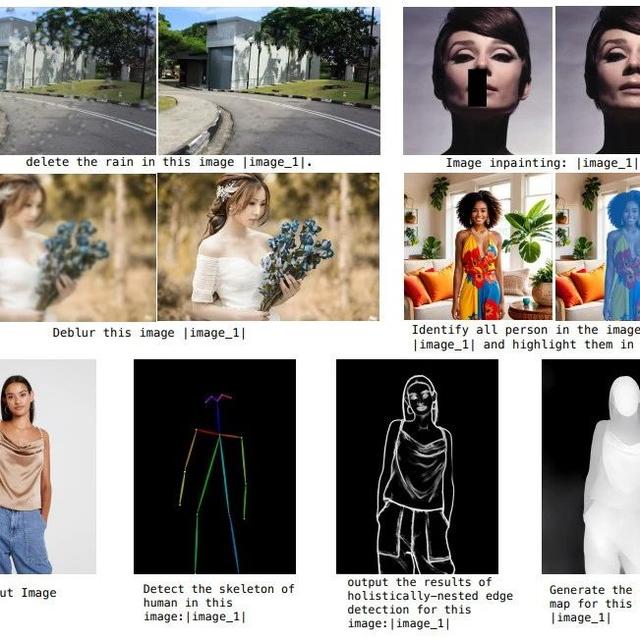 delete the rain in this image |image_1|.
Image inpainting: |image_1|
Deblur this image |image_1|
Identify all person in the image
|image_1| and highlight them in
ut Image
Detect the skeleton of
human in this
image:|image_1|
output the results of
holistically-nested edge
detection for this
image:|image_1|
Generate the
map for this
|image_1|